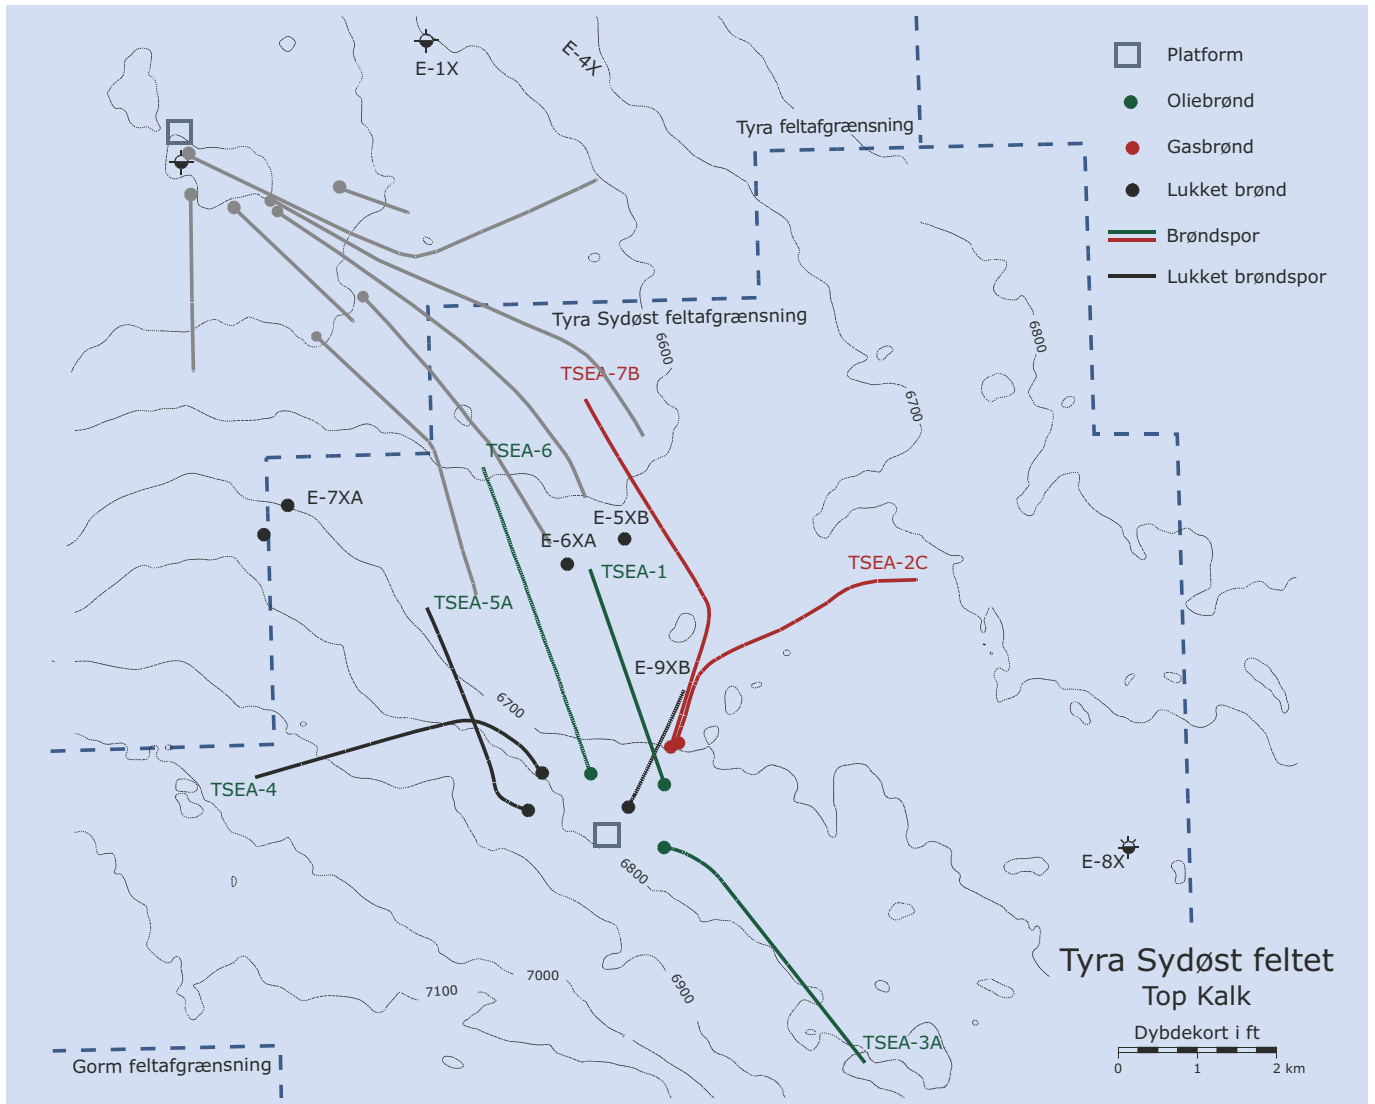 E-1X
E-4X
Platform
Oliebrønd
Tyra feltafgrænsning
Gasbrønd
Lukket brønd
Brøndspor
Lukket brøndspor
Tyra Sydøst feltafgrænsning
6600
6800
TSEA-7B
6700
TSEA-6
E-7XA
E-5XB
E-6XA
TSEA-1
TSEA-2C
TSEA-5A
E-9XB
6700
TSEA-4
6800
E-8X
Tyra Sydøst feltet
Top Kalk
7000
6900
7100
Dybdekort i ft
TSEA-3A
Gorm feltafgrænsning
0 1 2 km